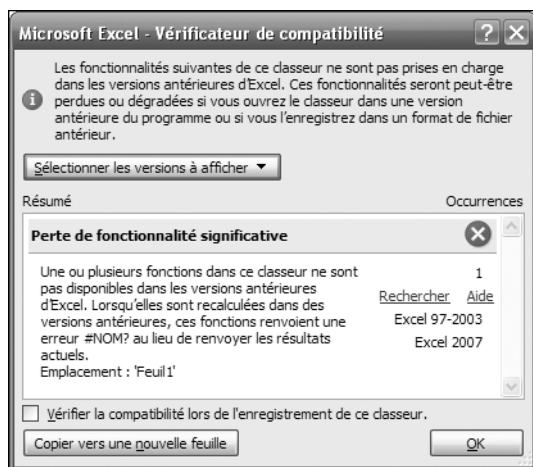 Microsoft Excel - Vérificateur de compatibilité
Les fonctionnalités suivantes de ce classeur ne sont pas prises en charge
dans les versions antérieures d'Excel. Ces fonctionnalités seront peut-être
perdues ou dégradées si vous ouvrez le classeur dans une version
antérieure du programme ou si vous l'enregistrez dans un format de fichier
antérieur.
Sélectionner les versions à afficher
Résumé Occurrences
Perte de fonctionnalité significative
Une ou plusieurs fonctions dans ce classeur ne sont 1
pas disponibles dans les versions antérieures
d'Excel. Lorsqu'elles sont recalculées dans des Rechercher Aide
versions antérieures, ces fonctions renvoient une Excel 97-2003
erreur #NOM? au lieu de renvoyer les résultats Excel 2007
actuels.
Emplacement : 'Feuil1'
Vérifier la compatibilité lors de l'enregistrement de ce classeur.
Copier vers une nouvelle feuille OK